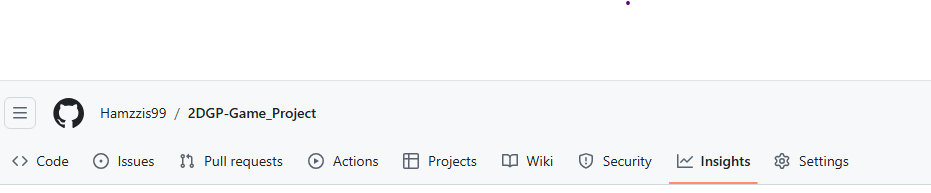 Hamzzis99 / 2DGP-Game_Project
Code Issues Pull requests Actions Projects Wiki Security Insights Settings